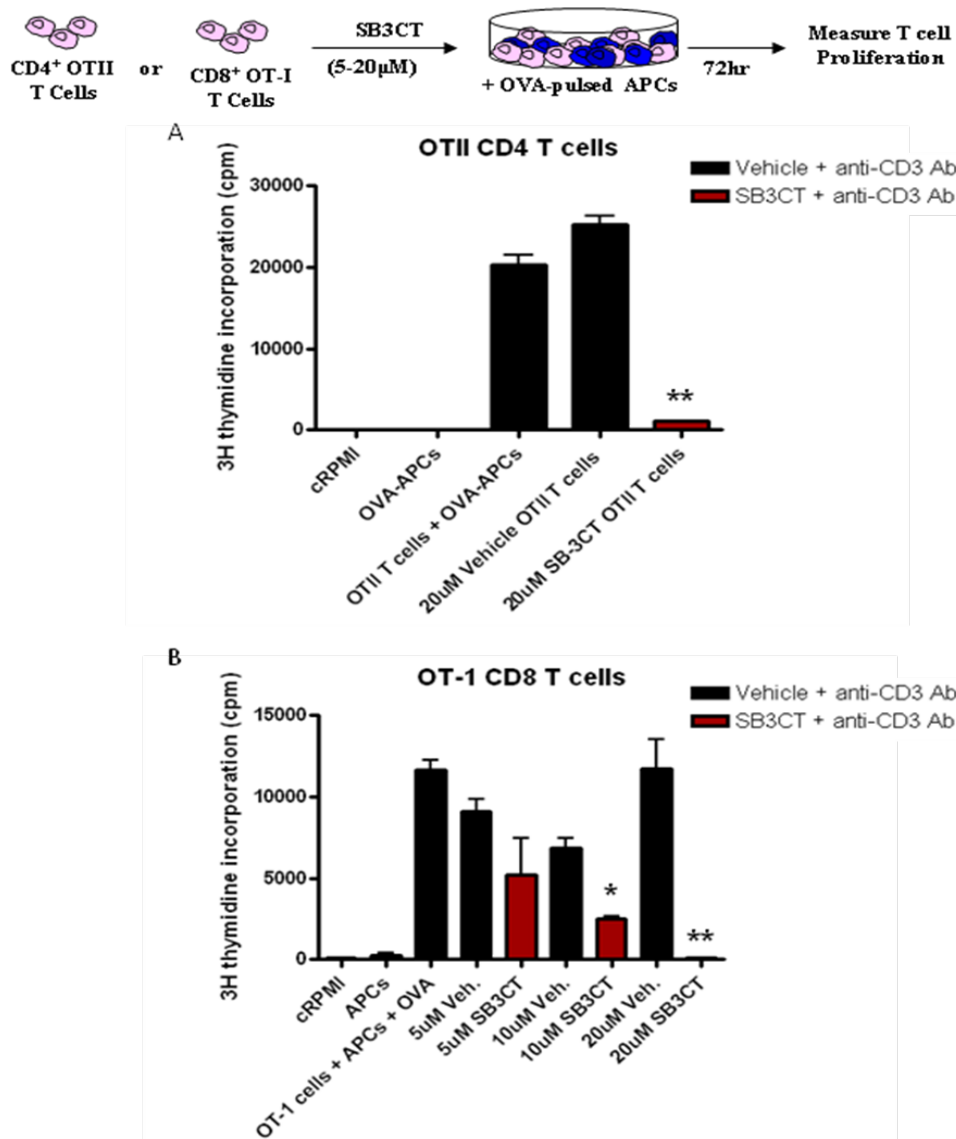 SB3CT
(5-20µM)
CD4⁺ OTII
T Cells
or
CD8⁺ OT-I
T Cells
+ OVA-pulsed APCs
72hr
Measure T cell
Proliferation
A
OTII CD4 T cells
Vehicle + anti-CD3 Ab
SB3CT + anti-CD3 Ab
3H thymidine incorporation (cpm)
30000
20000
10000
0
**
cRPMI
OVA-APCs
OTII T cells + OVA-APCs
20uM Vehicle OTII T cells
20uM SB-3CT OTII T cells
B
OT-1 CD8 T cells
Vehicle + anti-CD3 Ab
SB3CT + anti-CD3 Ab
3H thymidine incorporation (cpm)
15000
10000
5000
0
*
**
cRPMI
APCs
OT-1 cells + APCs + OVA
5uM Veh.
5uM SB3CT
10uM Veh.
10uM SB3CT
20uM Veh.
20uM SB3CT